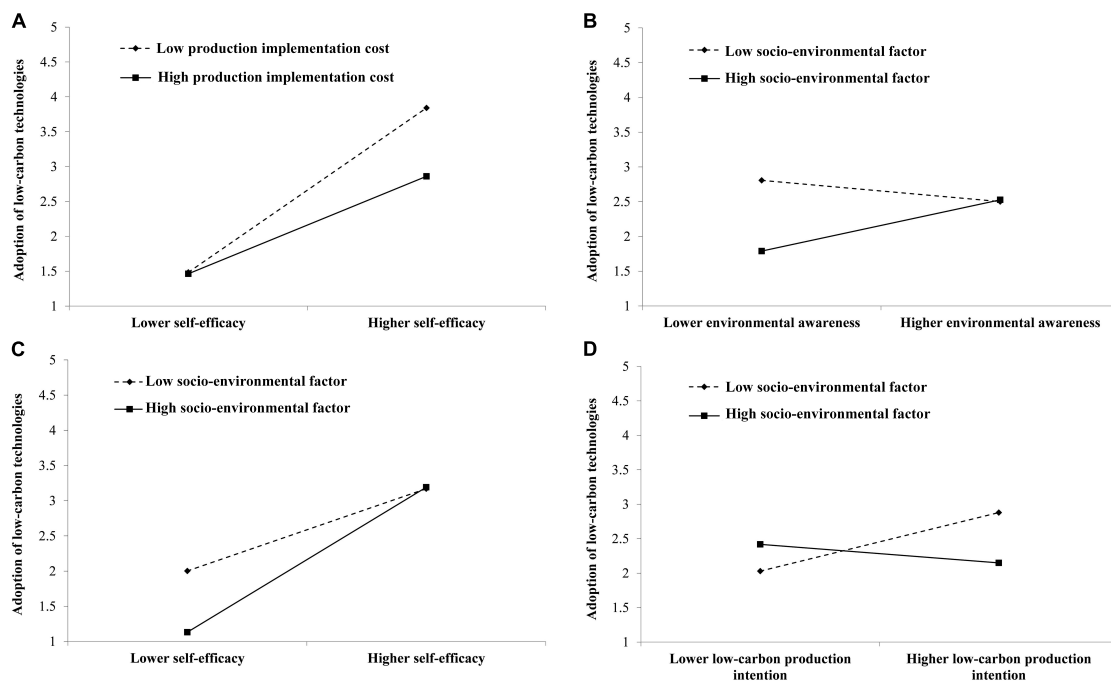 A
Adoption of low-carbon technologies
5
4.5
4
3.5
3
2.5
2
1.5
1
Low production implementation cost
High production implementation cost
Lower self-efficacy
Higher self-efficacy
B
Adoption of low-carbon technologies
5
4.5
4
3.5
3
2.5
2
1.5
1
Low socio-environmental factor
High socio-environmental factor
Lower environmental awareness
Higher environmental awareness
C
Adoption of low-carbon technologies
5
4.5
4
3.5
3
2.5
2
1.5
1
Low socio-environmental factor
High socio-environmental factor
Lower self-efficacy
Higher self-efficacy
D
Adoption of low-carbon technologies
5
4.5
4
3.5
3
2.5
2
1.5
1
Low socio-environmental factor
High socio-environmental factor
Lower low-carbon production
intention
Higher low-carbon production
intention